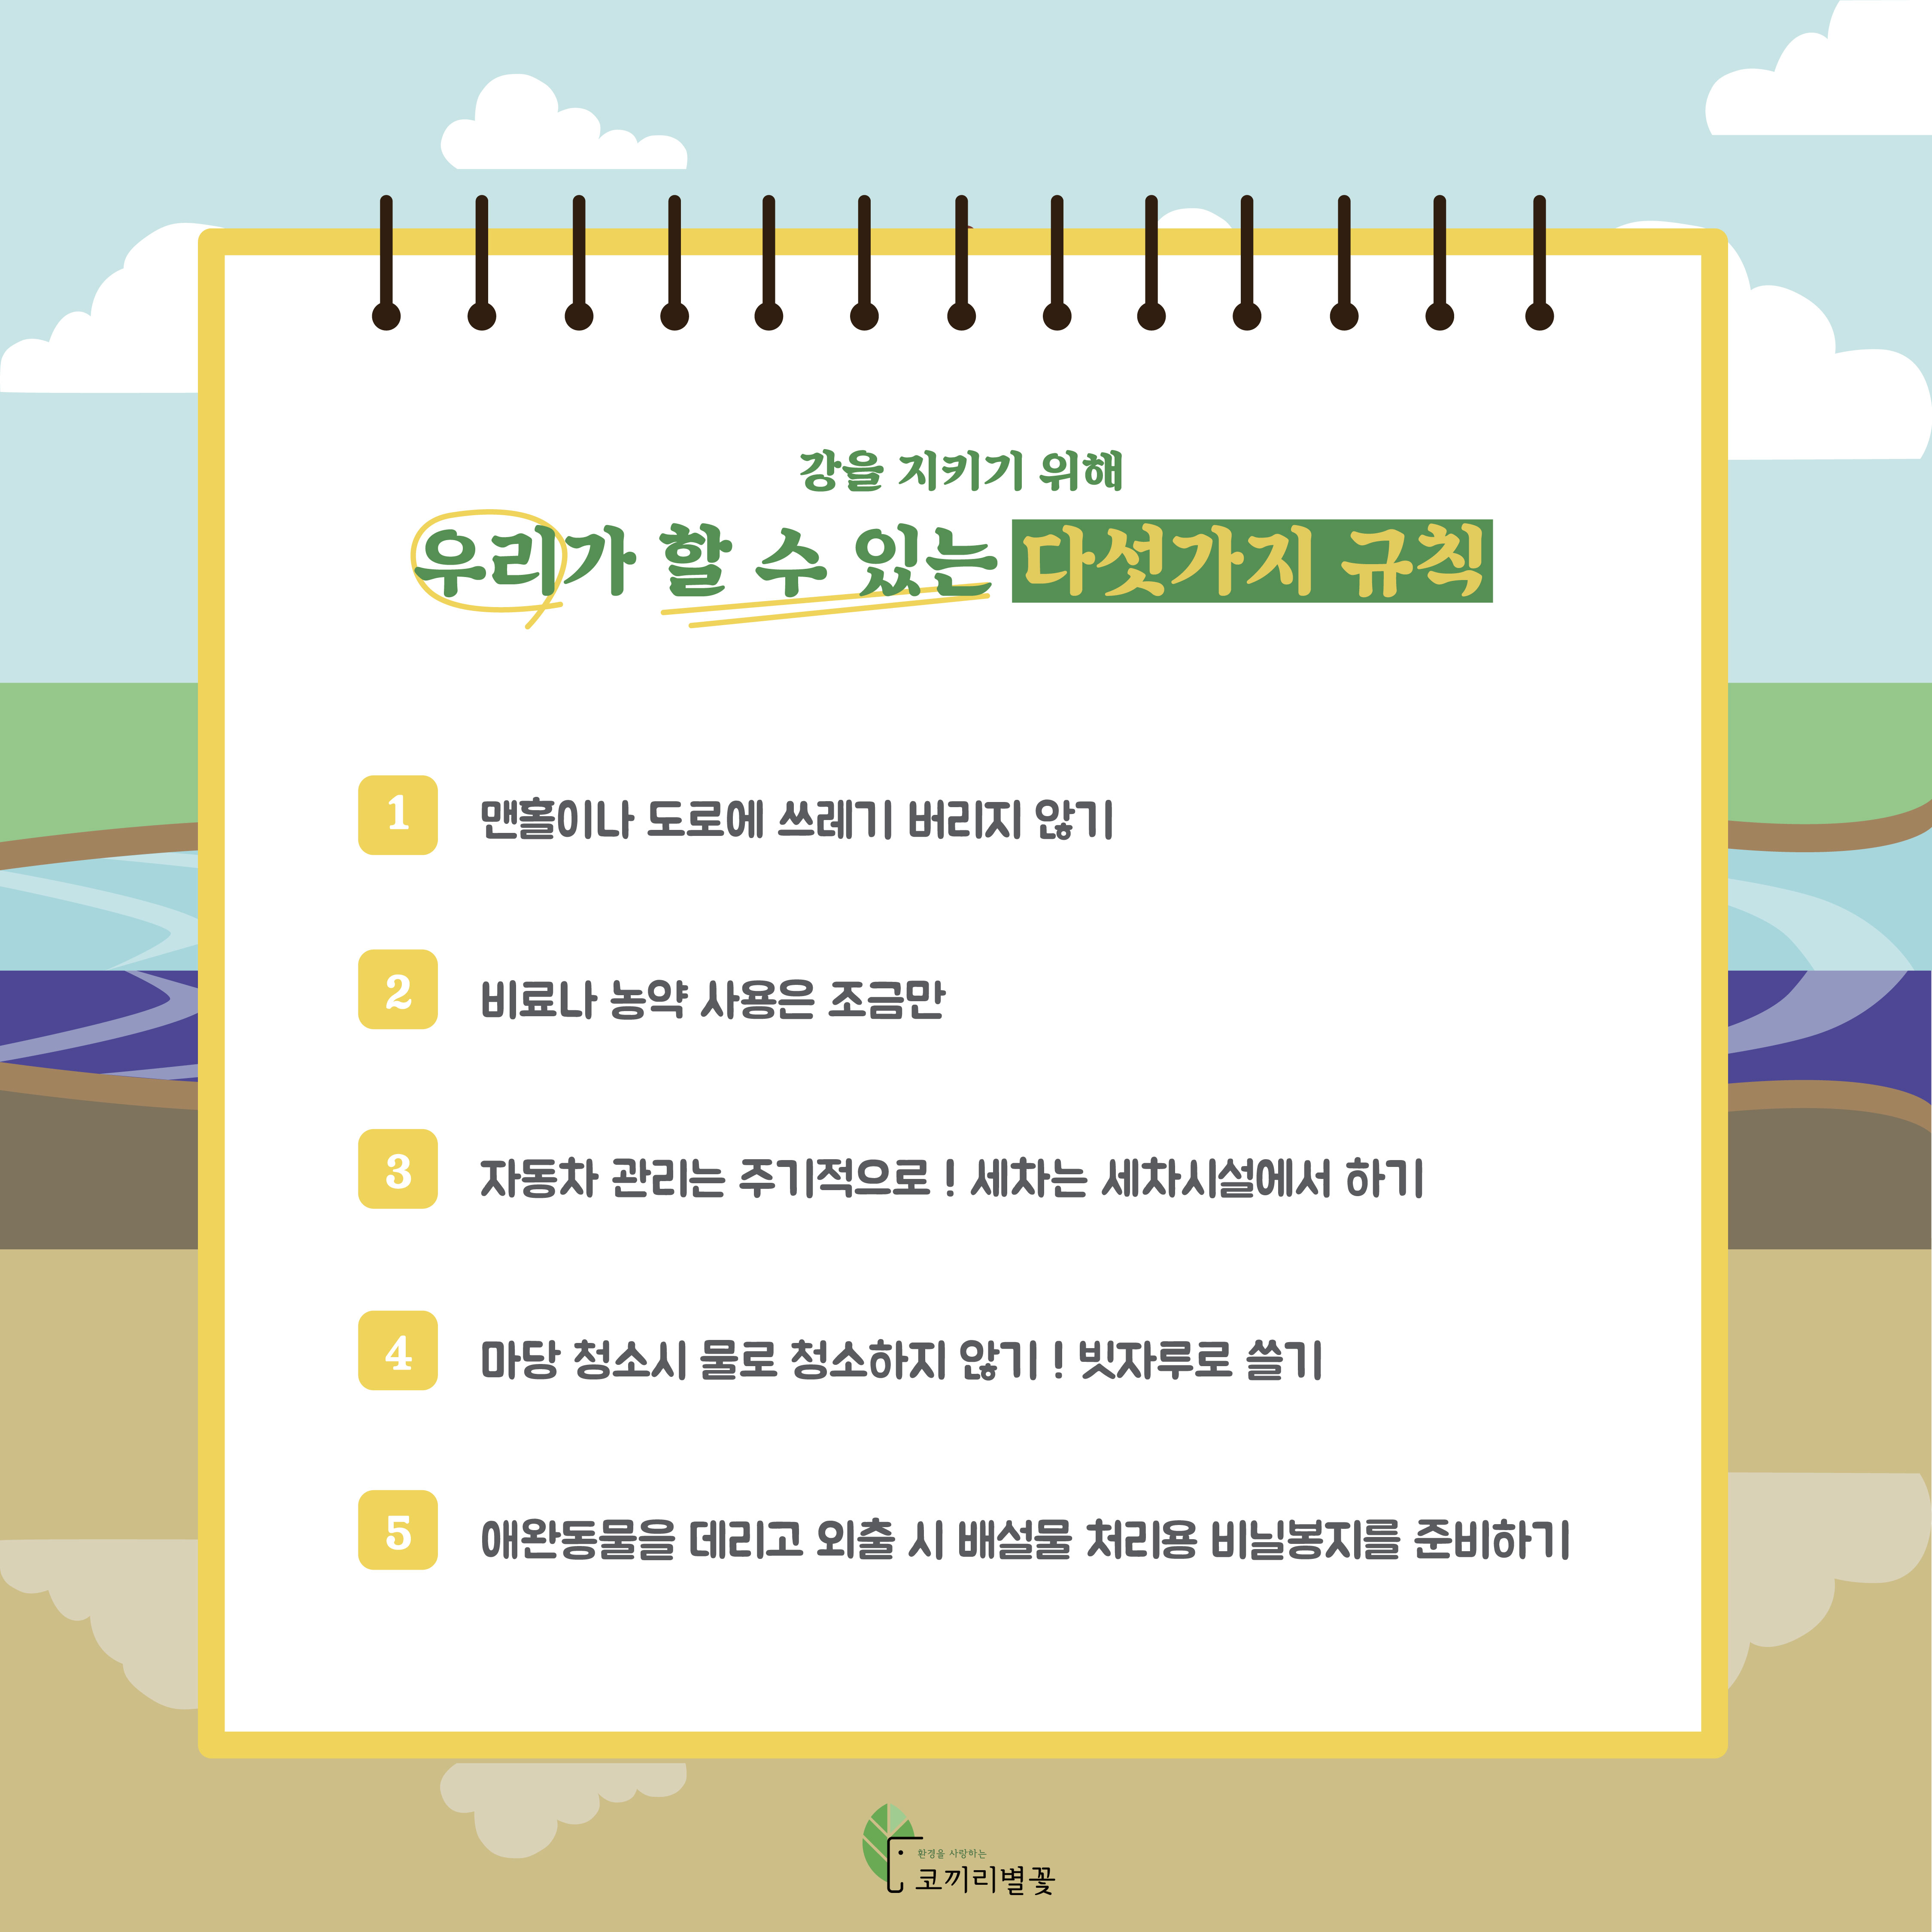 강을 지키기 위해
우리가 할 수 있는 다섯가지 규칙
1 맨홀이나 도로에 쓰레기 버리지 않기
2 비료나 농약 사용은 조금만
3 자동차 관리는 주기적으로! 세차는 세차시설에서 하기
4 마당 청소시 물로 청소하지 않기! 빗자루로 쓸기
5 애완동물을 데리고 외출 시 배설물 처리용 비닐봉지를 준비하기
환경을 사랑하는
코끼리별꽃